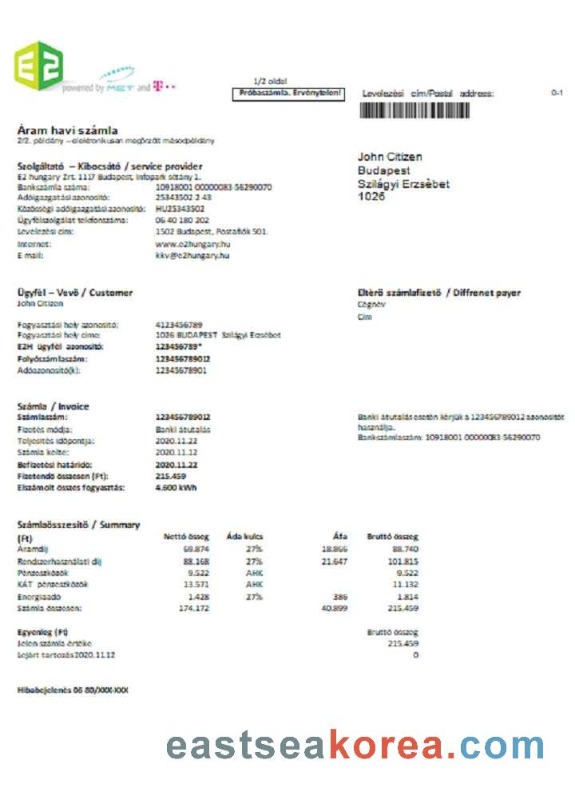 E2
powered by MET and T
1/2 oldal
Próbaszámla. Érvénytelen!
Levelezési cím/Postal address:
0-1
Áram havi számla
2/2. példány – elektronikusan megőrzött másodpéldány
John Citizen
Budapest
Szilágyi Erzsébet
1026
Szolgáltató – Kibocsátó / service provider
E2 hungary Zrt. 1117 Budapest, Infopark sétány 1.
Bankszámla száma: 10918001 00000083 56290070
Adóigazgatási azonosító: 25343502 2 43
Közösségi adóigazgatási azonosító: HU25343502
Ügyfélszolgálat telefonszáma: 06 40 180 202
Levelezési cím: 1502 Budapest, Postafiók 501.
Internet: www.e2hungary.hu
E mail: kkv@e2hungary.hu
Ügyfél – Vevő / Customer
John Citizen
Eltérő számlafizető / Diffrenet payer
Cégnév
Cím
Fogyasztási hely azonosító: 4123456789
Fogyasztási hely címe: 1026 BUDAPEST Szilágyi Erzsébet
E2H ügyfél azonosító: 123456789*
Folyószámlaszám: 123456789012
Adóazonosító(k): 12345678901
Számla / Invoice
Számlaszám: 123456789012
Fizetés módja: Banki átutalás
Teljesítés időpontja: 2020.11.22
Számla kelte: 2020.11.12
Befizetési határidő: 2020.11.22
Fizetendő összesen (Ft): 215.459
Elszámolt összes fogyasztás: 4.600 kWh
Banki átutalás esetén kérjük a 123456789012 azonosítót
használja.
Bankszámlaszám: 10918001 00000083-56290070
Számlaösszesítő / Summary
(Ft) Nettó összeg Áda kulcs Áfa Bruttó összeg
Áramdíj 69.874 27% 18.866 88.740
Rendszerhasználati díj 88.168 27% 21.647 101.815
Pénzeszközök 9.522 AHK 9.522
KÁT pénzeszközök 13.571 AHK 11.132
Energiaadó 1.428 27% 386 1.814
Számla összesen: 174.172 40.899 215.459
Egyenleg (Ft) Bruttó összeg
Jelen számla értéke 215.459
Lejárt tartozás 2020.11.12 0
Hibabejelenés 06 80/XXX-XXX
eastseakorea.com